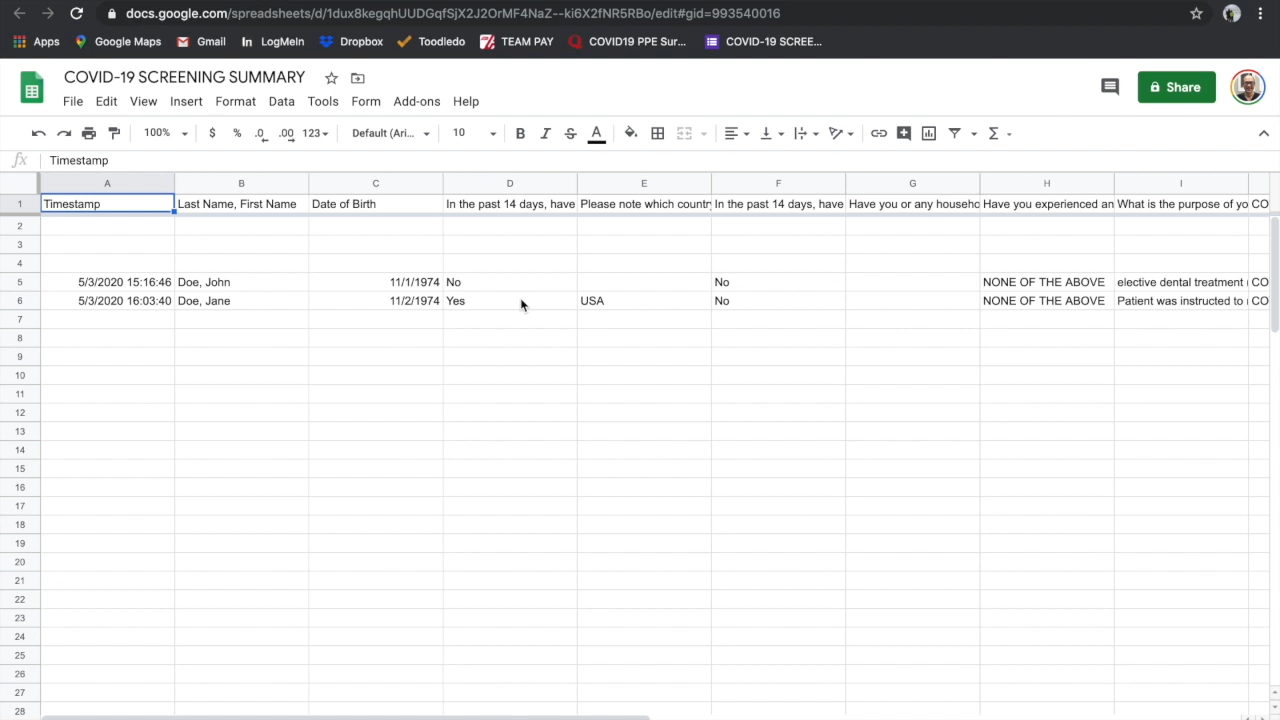 docs.google.com/spreadsheets/d/1dux8kegqhUUDGqfSjX2J2OrMF4NaZ--ki6X2fNR5RBo/edit#gid=993540016
Apps Google Maps Gmail LogMeIn Dropbox Toodledo TEAM PAY COVID19 PPE Sur... COVID-19 SCREE...
COVID-19 SCREENING SUMMARY
Share
File Edit View Insert Format Data Tools Form Add-ons Help
100% $ % .0 .00 123 Default (Ari... 10 B I S A Σ
fx Timestamp
A B C D E F G H I
1 Timestamp Last Name, First Name Date of Birth In the past 14 days, have Please note which country In the past 14 days, have Have you or any househo Have you experienced an What is the purpose of yo CO
2
3
4
5 5/3/2020 15:16:46 Doe, John 11/1/1974 No No NONE OF THE ABOVE elective dental treatment CO
6 5/3/2020 16:03:40 Doe, Jane 11/2/1974 Yes USA No NONE OF THE ABOVE Patient was instructed to CO
7
8
9
10
11
12
13
14
15
16
17
18
19
20
21
22
23
24
25
26
27
28